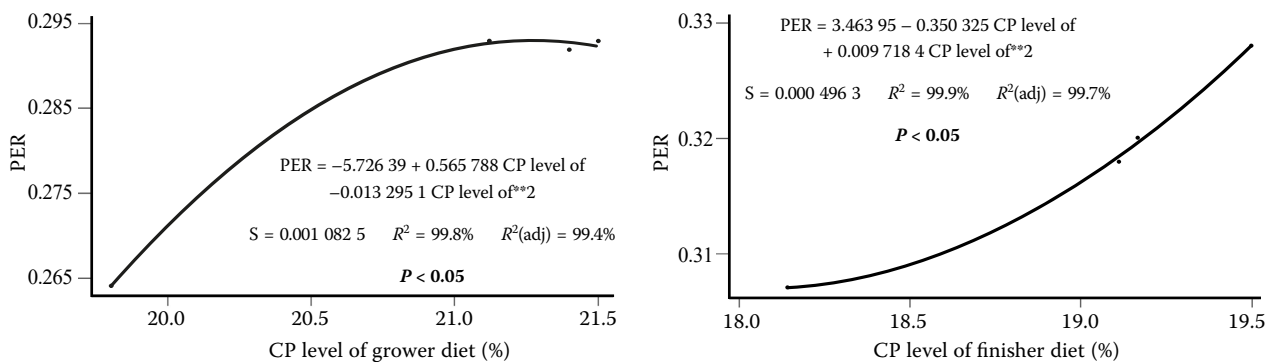 0.295
0.285
0.275
0.265
PER
PER = −5.726 39 + 0.565 788 CP level of
−0.013 295 1 CP level of**2
S = 0.001 082 5 R² = 99.8% R²(adj) = 99.4%
P < 0.05
20.0 20.5 21.0 21.5
CP level of grower diet (%)
0.33
0.32
0.31
PER
PER = 3.463 95 − 0.350 325 CP level of
+ 0.009 718 4 CP level of**2
S = 0.000 496 3 R² = 99.9% R²(adj) = 99.7%
P < 0.05
18.0 18.5 19.0 19.5
CP level of finisher diet (%)